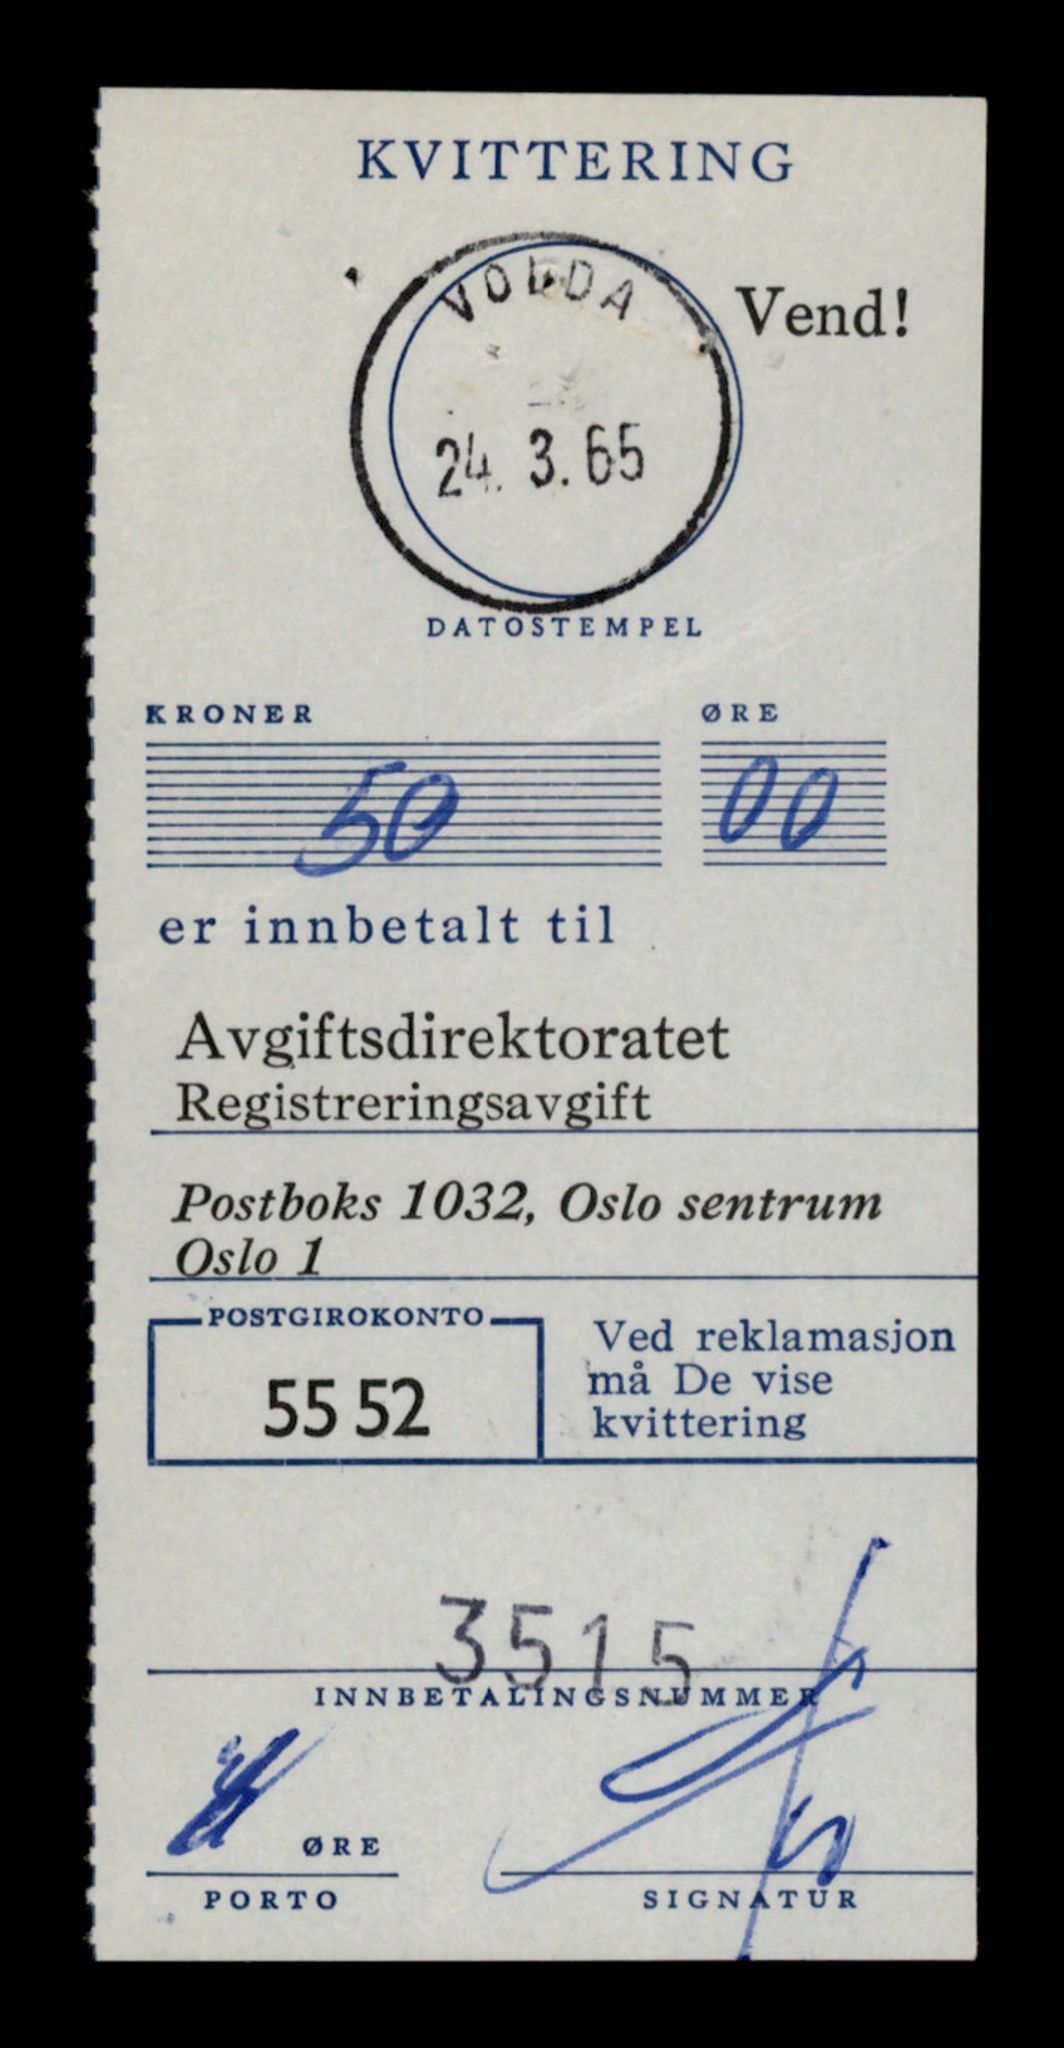 KVITTERING
VOLDA
Vend!
24. 3. 65
DATOSTEMPEL
KRONER ØRE
50 00
er innbetalt til
Avgiftsdirektoratet
Registreringsavgift
Postboks 1032, Oslo sentrum
Oslo 1
POSTGIROKONTO
55 52
Ved reklamasjon
må De vise
kvittering
3515
INNBETALINGSNUMMER
ØRE
PORTO SIGNATUR